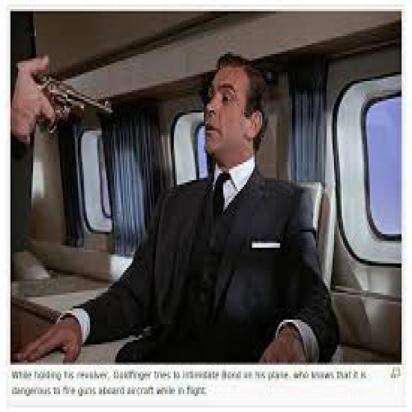 While holding his revolver, Goldfinger tries to intimidate Bond on his plane, who knows that it is
dangerous to fire guns aboard aircraft while in flight.